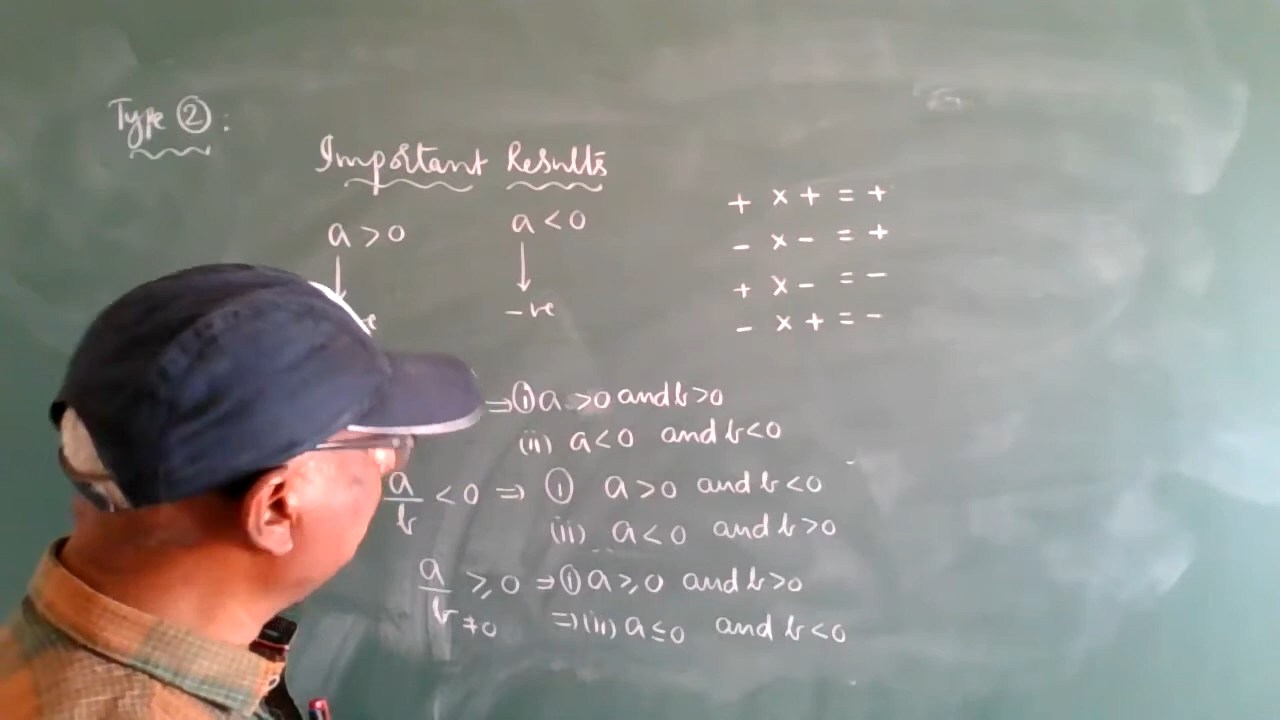 Type ② :
Important Results
a > 0
a < 0
-ve
+ × + = +
- × - = +
+ × - = -
- × + = -
⇒ ⓘ a > 0 and b > 0
(ii) a < 0 and b < 0
a/b < 0 ⇒ ⓘ a > 0 and b < 0
(ii) a < 0 and b > 0
a/b ≥ 0 ⇒ ⓘ a ≥ 0 and b > 0
≠ 0 ⇒ (ii) a ≤ 0 and b < 0